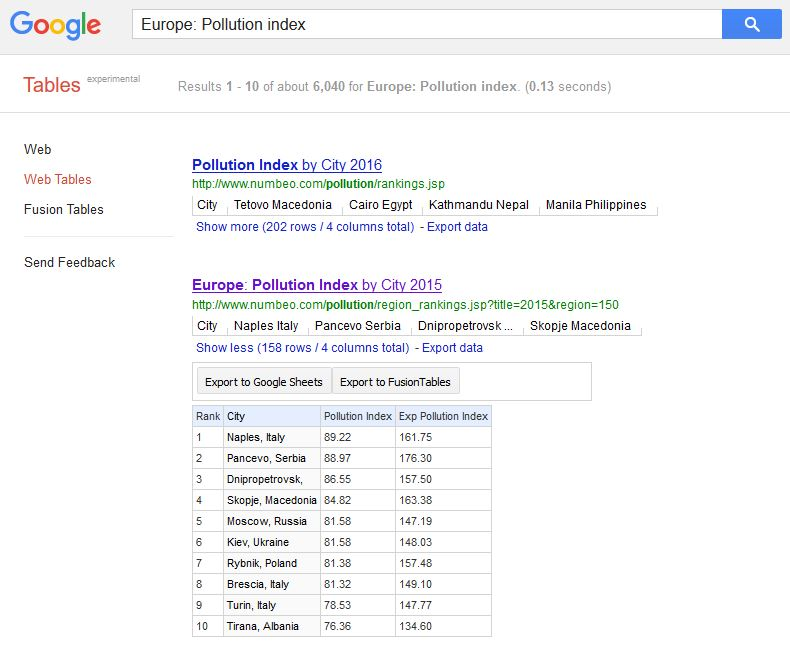 Google Europe: Pollution index
Tables experimental Results 1 - 10 of about 6,040 for Europe: Pollution index. (0.13 seconds)
Web
Web Tables
Fusion Tables
Send Feedback
Pollution Index by City 2016
http://www.numbeo.com/pollution/rankings.jsp
City Tetovo Macedonia Cairo Egypt Kathmandu Nepal Manila Philippines
Show more (202 rows / 4 columns total) - Export data
Europe: Pollution Index by City 2015
http://www.numbeo.com/pollution/region_rankings.jsp?title=2015&region=150
City Naples Italy Pancevo Serbia Dnipropetrovsk ... Skopje Macedonia
Show less (158 rows / 4 columns total) - Export data
Export to Google Sheets Export to FusionTables
Rank City Pollution Index Exp Pollution Index
1 Naples, Italy 89.22 161.75
2 Pancevo, Serbia 88.97 176.30
3 Dnipropetrovsk, 86.55 157.50
4 Skopje, Macedonia 84.82 163.38
5 Moscow, Russia 81.58 147.19
6 Kiev, Ukraine 81.58 148.03
7 Rybnik, Poland 81.38 157.48
8 Brescia, Italy 81.32 149.10
9 Turin, Italy 78.53 147.77
10 Tirana, Albania 76.36 134.60